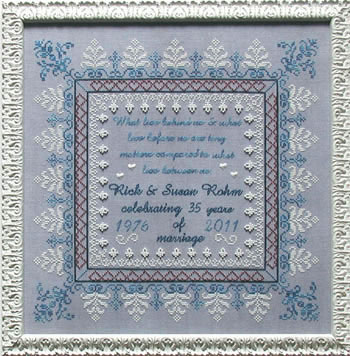 What lies behind us & what
lies before us are tiny
matters compared to what
lies between us
Rick & Susan Rohm
celebrating 35 years
1976 of 2011
marriage